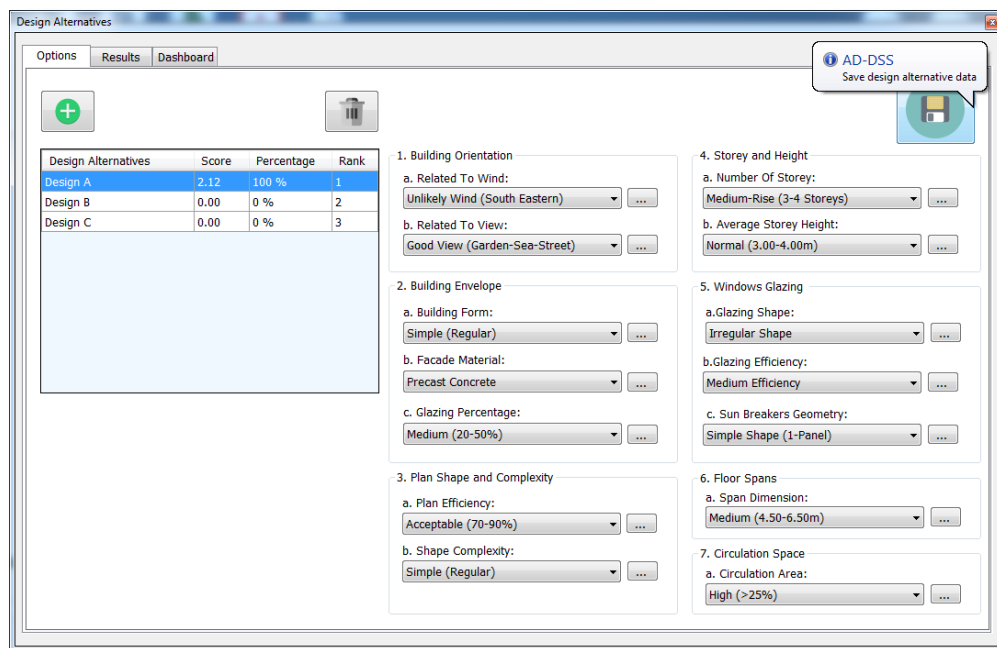 Design Alternatives
Options Results Dashboard
AD-DSS
Save design alternative data
Design Alternatives Score Percentage Rank
Design A 2.12 100 % 1
Design B 0.00 0 % 2
Design C 0.00 0 % 3
1. Building Orientation
a. Related To Wind:
Unlikely Wind (South Eastern) ...
b. Related To View:
Good View (Garden-Sea-Street) ...
2. Building Envelope
a. Building Form:
Simple (Regular) ...
b. Facade Material:
Precast Concrete ...
c. Glazing Percentage:
Medium (20-50%) ...
3. Plan Shape and Complexity
a. Plan Efficiency:
Acceptable (70-90%) ...
b. Shape Complexity:
Simple (Regular) ...
4. Storey and Height
a. Number Of Storey:
Medium-Rise (3-4 Storeys) ...
b. Average Storey Height:
Normal (3.00-4.00m) ...
5. Windows Glazing
a.Glazing Shape:
Irregular Shape ...
b.Glazing Efficiency:
Medium Efficiency ...
c. Sun Breakers Geometry:
Simple Shape (1-Panel) ...
6. Floor Spans
a. Span Dimension:
Medium (4.50-6.50m) ...
7. Circulation Space
a. Circulation Area:
High (>25%) ...